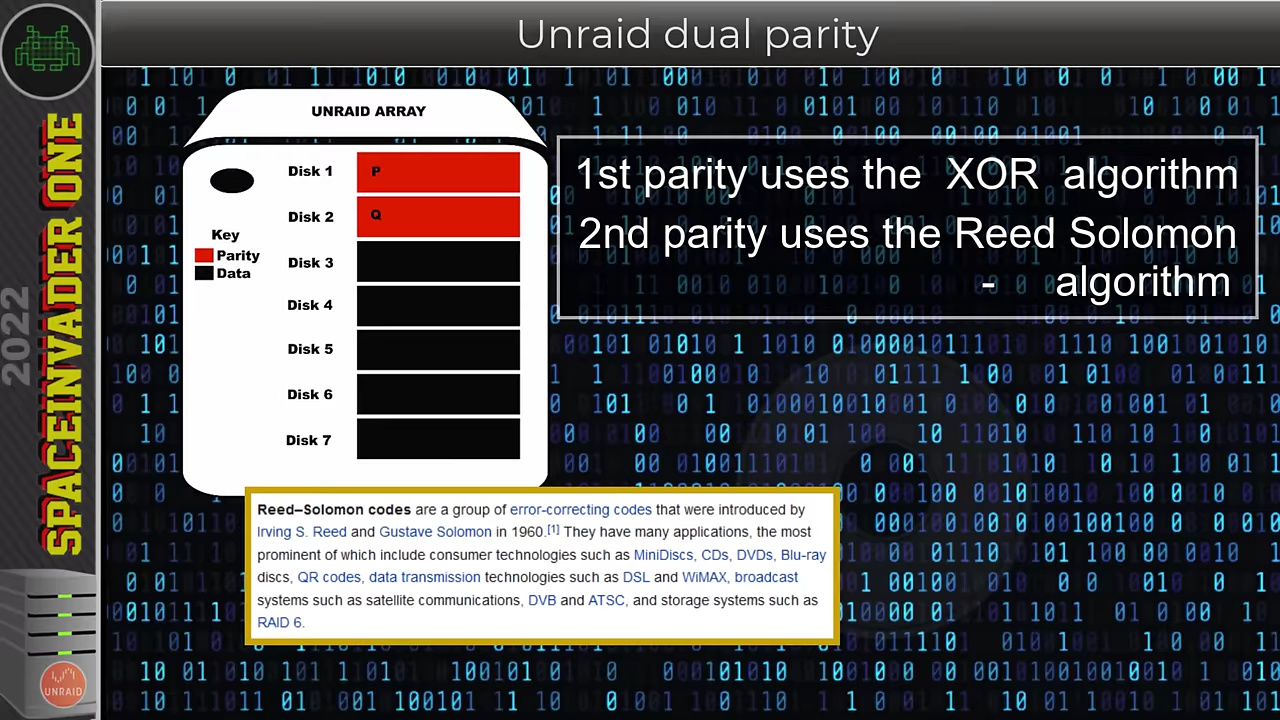 Unraid dual parity
SPACEINVADER ONE
2022
UNRAID
UNRAID ARRAY
Disk 1
P
Disk 2
Q
Disk 3
Disk 4
Disk 5
Disk 6
Disk 7
Key
Parity
Data
1st parity uses the XOR algorithm
2nd parity uses the Reed Solomon
- algorithm
Reed–Solomon codes are a group of error-correcting codes that were introduced by
Irving S. Reed and Gustave Solomon in 1960.[1] They have many applications, the most
prominent of which include consumer technologies such as MiniDiscs, CDs, DVDs, Blu-ray
discs, QR codes, data transmission technologies such as DSL and WiMAX, broadcast
systems such as satellite communications, DVB and ATSC, and storage systems such as
RAID 6.